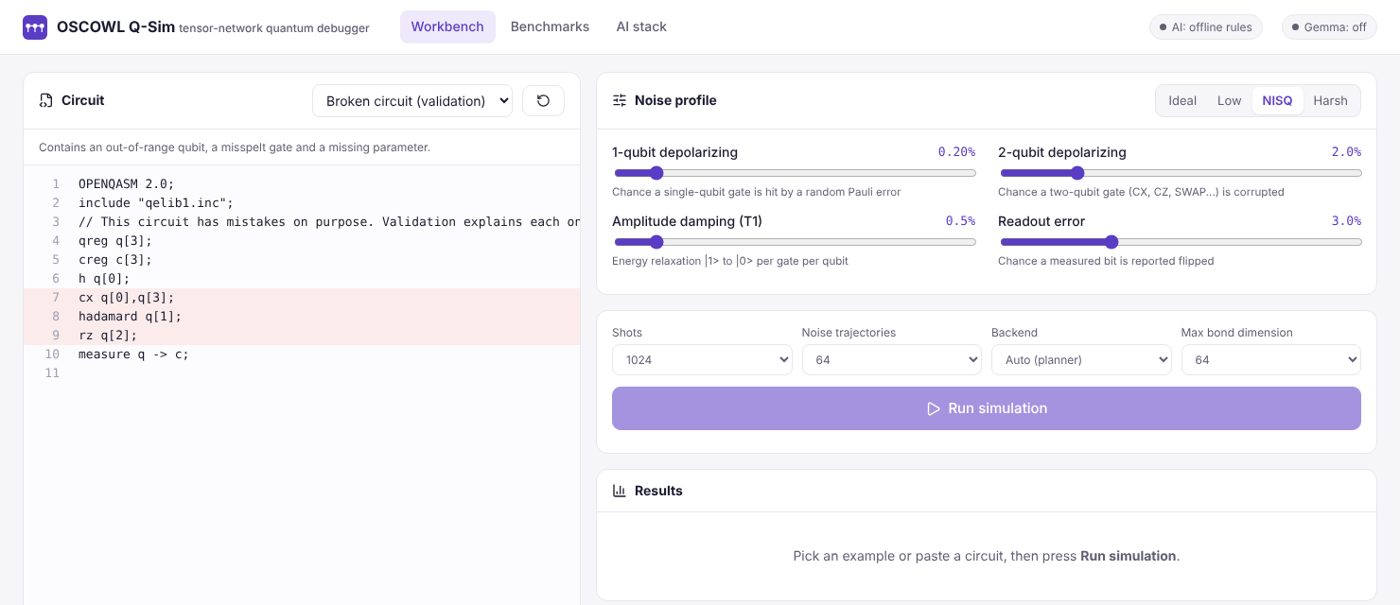 OSCOWL Q-Sim tensor-network quantum debugger Workbench Benchmarks AI stack AI: offline rules Gemma: off
Circuit Broken circuit (validation)
Contains an out-of-range qubit, a misspelt gate and a missing parameter.
1 OPENQASM 2.0;
2 include "qelib1.inc";
3 // This circuit has mistakes on purpose. Validation explains each on
4 qreg q[3];
5 creg c[3];
6 h q[0];
7 cx q[0],q[3];
8 hadamard q[1];
9 rz q[2];
10 measure q -> c;
11
Noise profile Ideal Low NISQ Harsh
1-qubit depolarizing 0.20%
Chance a single-qubit gate is hit by a random Pauli error
2-qubit depolarizing 2.0%
Chance a two-qubit gate (CX, CZ, SWAP...) is corrupted
Amplitude damping (T1) 0.5%
Energy relaxation |1> to |0> per gate per qubit
Readout error 3.0%
Chance a measured bit is reported flipped
Shots Noise trajectories Backend Max bond dimension
1024 64 Auto (planner) 64
Run simulation
Results
Pick an example or paste a circuit, then press Run simulation.